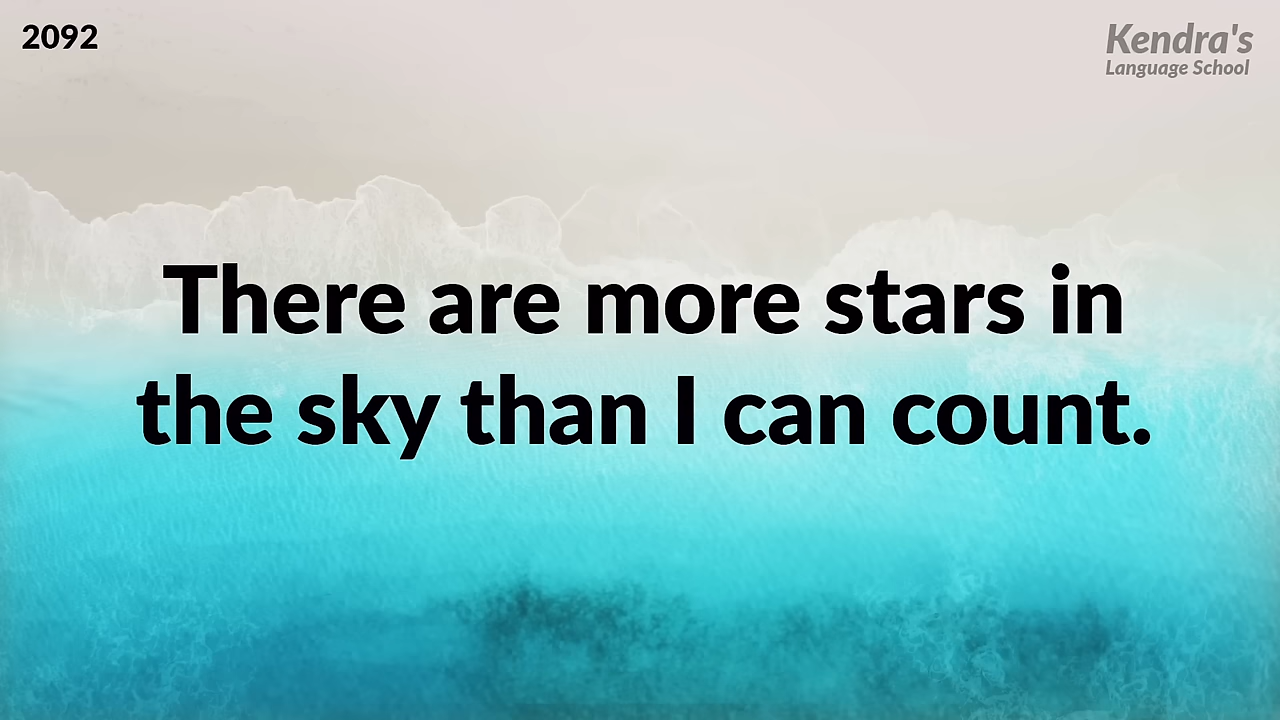 2092
Kendra's
Language School
There are more stars in
the sky than I can count.